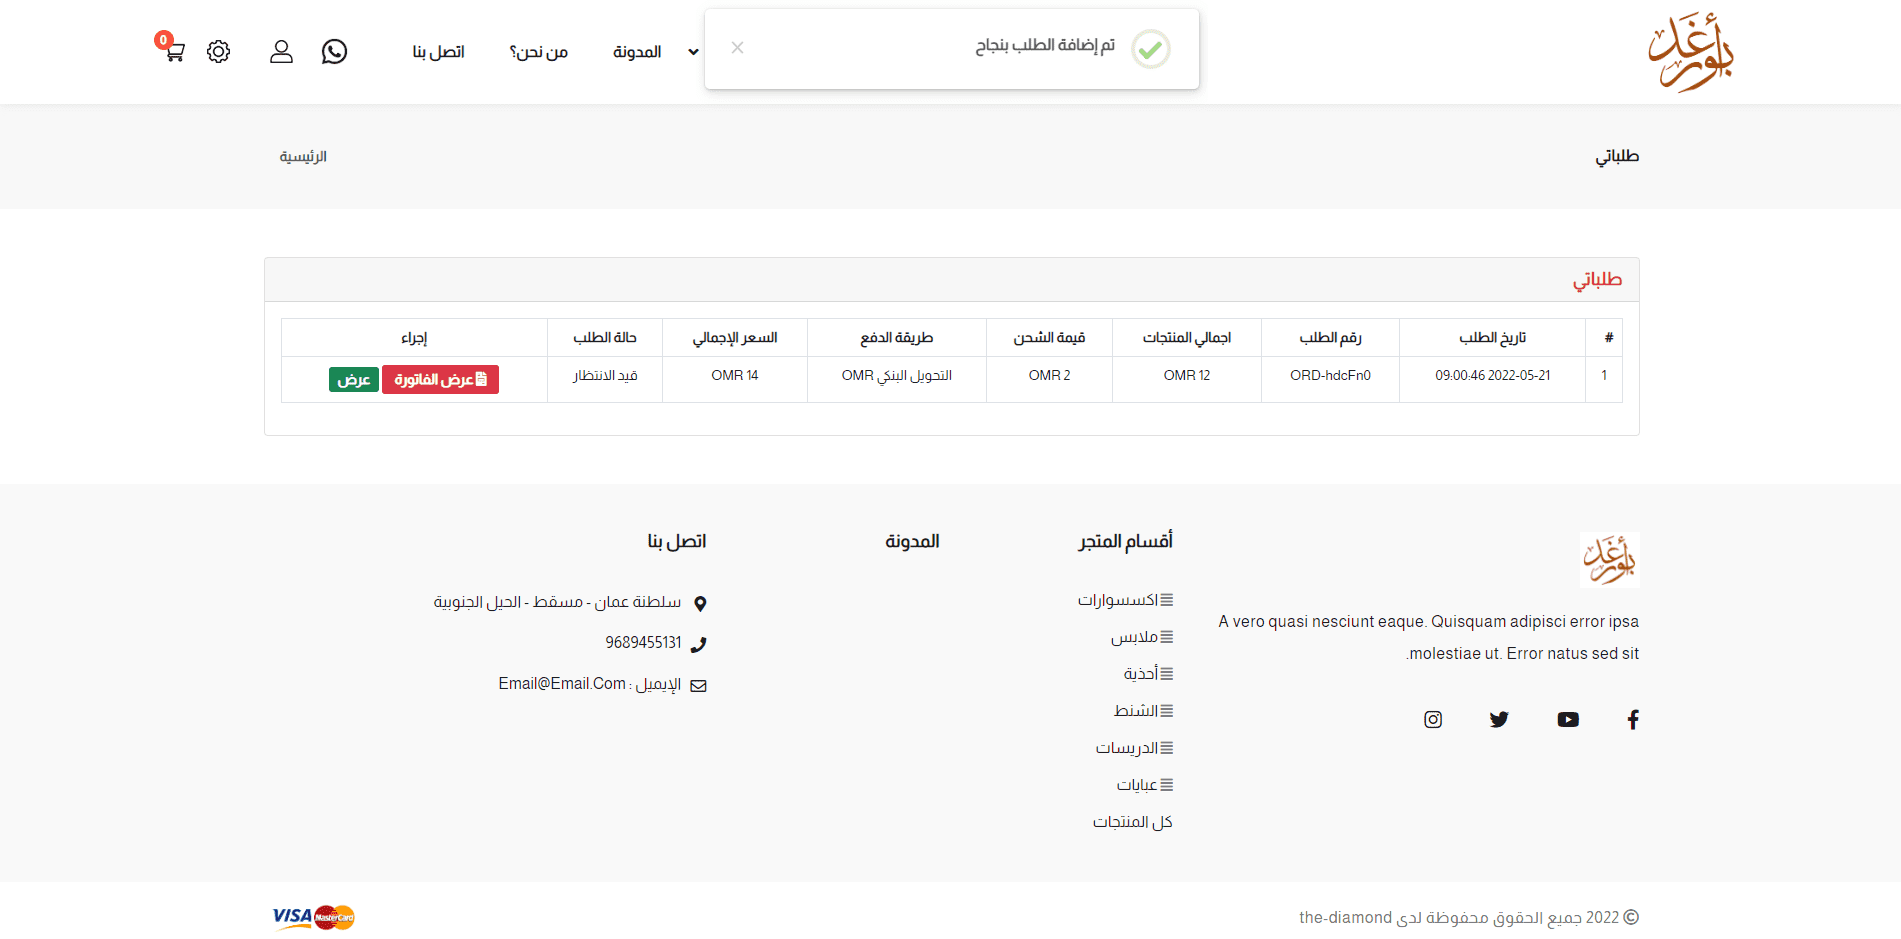 بأورغد
تم إضافة الطلب بنجاح
المدونة
من نحن؟
اتصل بنا
0
طلباتي
الرئيسية
طلباتي
# تاريخ الطلب رقم الطلب اجمالي المنتجات قيمة الشحن طريقة الدفع السعر الإجمالي حالة الطلب إجراء
1 2022-05-21 09:00:46 ORD-hdcFn0 OMR 12 OMR 2 التحويل البنكي OMR OMR 14 قيد الانتظار عرض الفاتورة عرض
A vero quasi nesciunt eaque. Quisquam adipisci error ipsa
molestiae ut. Error natus sed sit.
أقسام المتجر
اكسسوارات
ملابس
أحذية
الشنط
الدريسات
عبايات
كل المنتجات
المدونة
اتصل بنا
سلطنة عمان - مسقط - الحيل الجنوبية
9689455131
الإيميل : Email@Email.Com
© 2022 جميع الحقوق محفوظة لدى the-diamond
VISA MasterCard